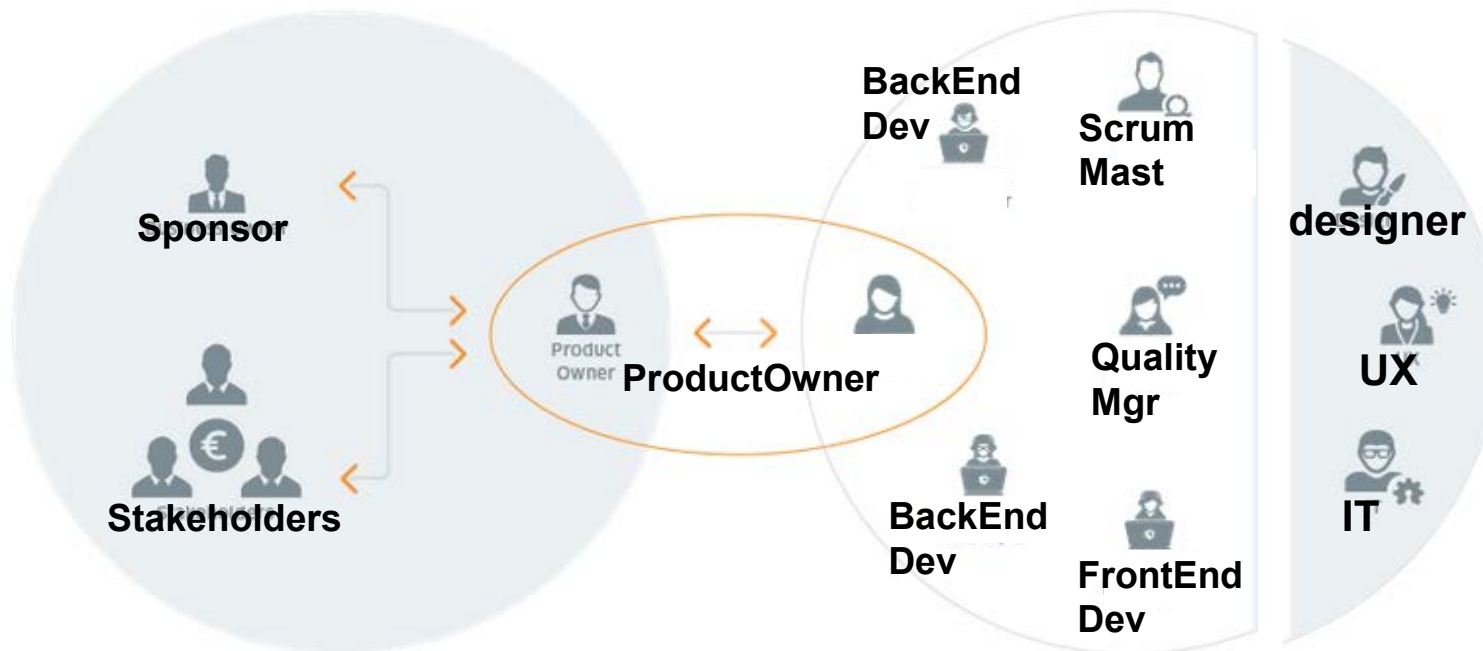 BackEnd
Dev
Scrum
Mast
Sponsor
designer
Product
Owner
ProductOwner
Quality
Mgr
UX
€
Stakeholders
BackEnd
Dev
IT
FrontEnd
Dev